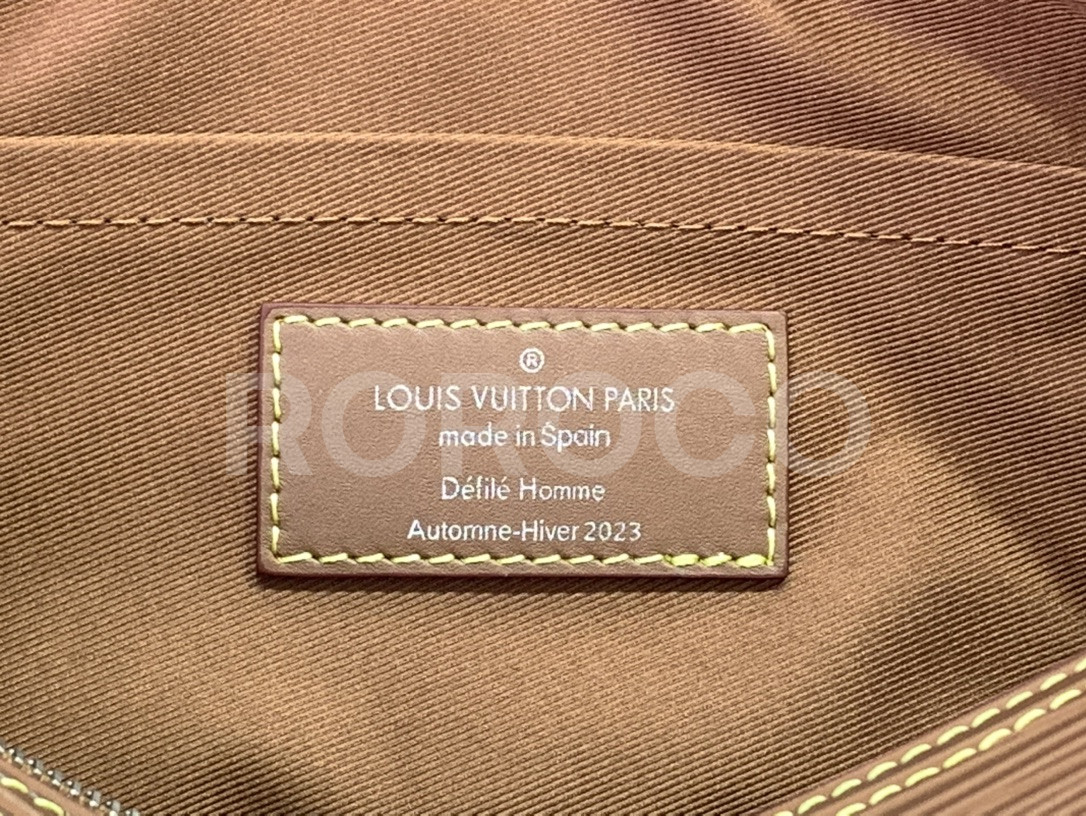 ®
LOUIS VUITTON PARIS
made in Spain
Défilé Homme
Automne-Hiver 2023
ROROCO